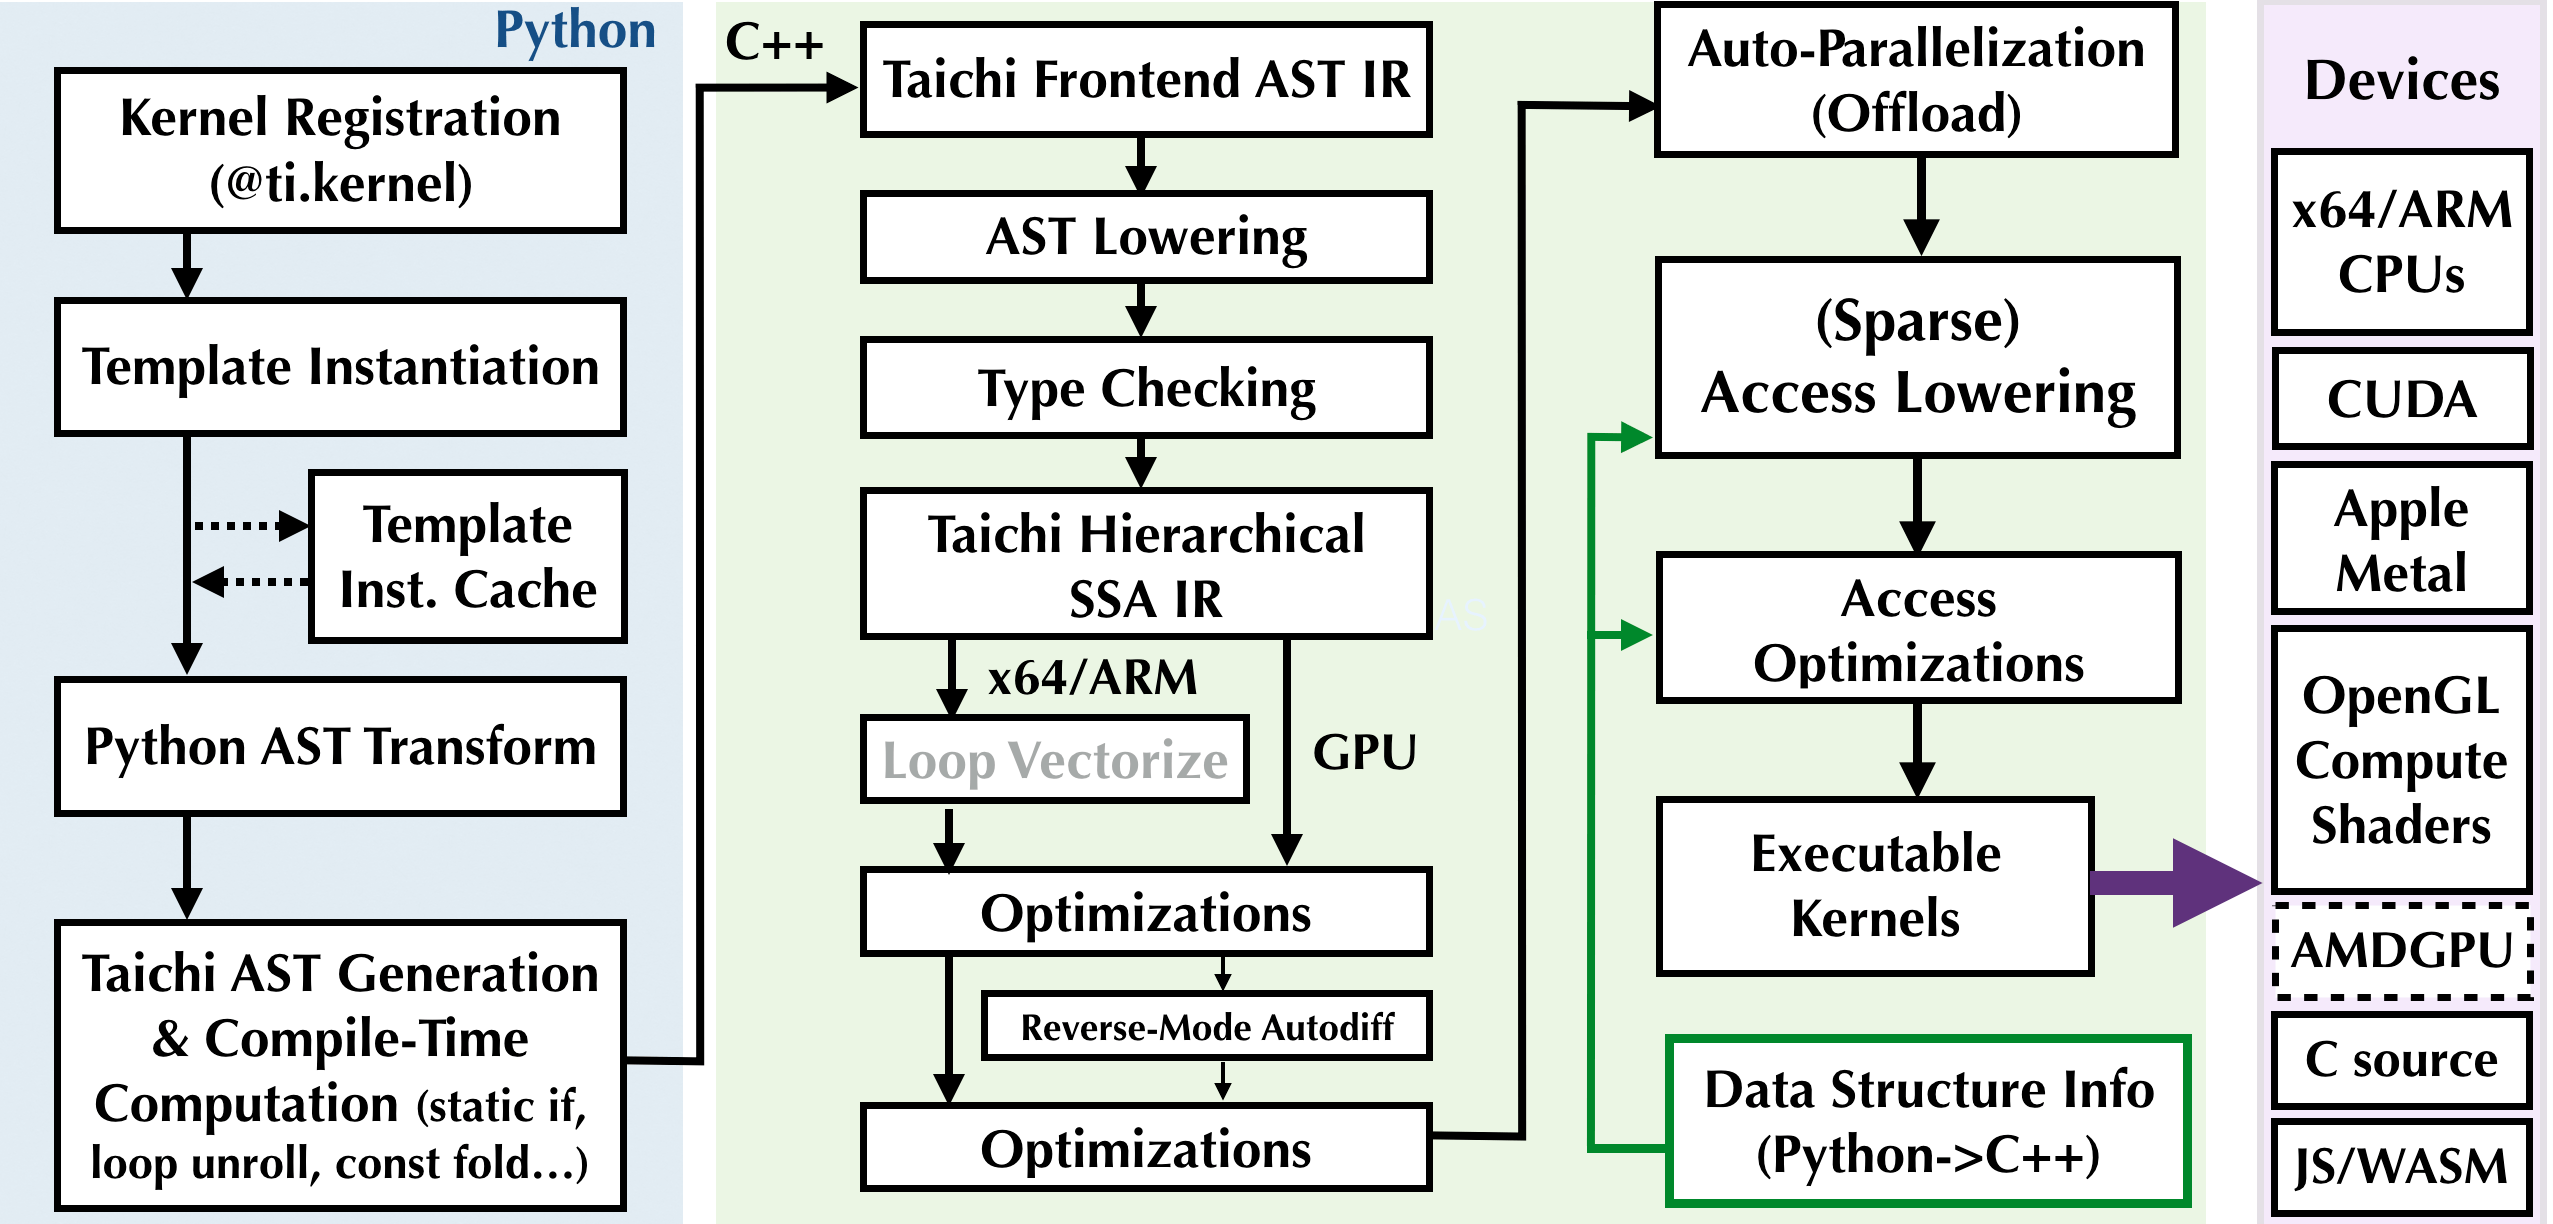 Python
Kernel Registration
(@ti.kernel)
Template Instantiation
Template
Inst. Cache
Python AST Transform
Taichi AST Generation
& Compile-Time
Computation (static if,
loop unroll, const fold...)
C++
Taichi Frontend AST IR
AST Lowering
Type Checking
Taichi Hierarchical
SSA IR
AS
x64/ARM
Loop Vectorize
GPU
Optimizations
Reverse-Mode Autodiff
Optimizations
Auto-Parallelization
(Offload)
(Sparse)
Access Lowering
Access
Optimizations
Executable
Kernels
Data Structure Info
(Python->C++)
Devices
x64/ARM
CPUs
CUDA
Apple
Metal
OpenGL
Compute
Shaders
AMDGPU
C source
JS/WASM